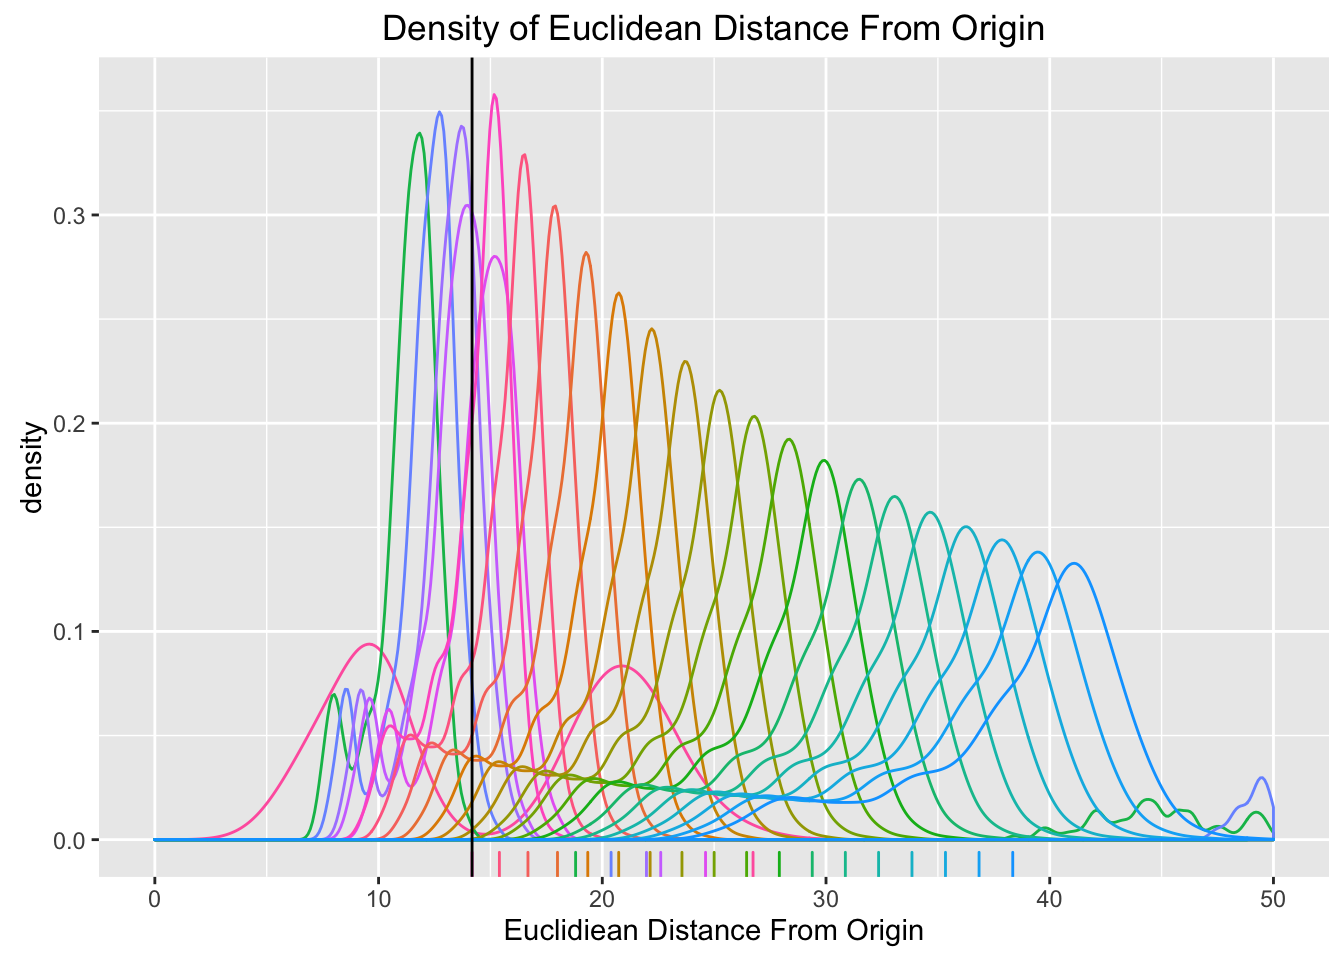 Density of Euclidean Distance From Origin
density
0.3
0.2
0.1
0.0
0 10 20 30 40 50
Euclidiean Distance From Origin